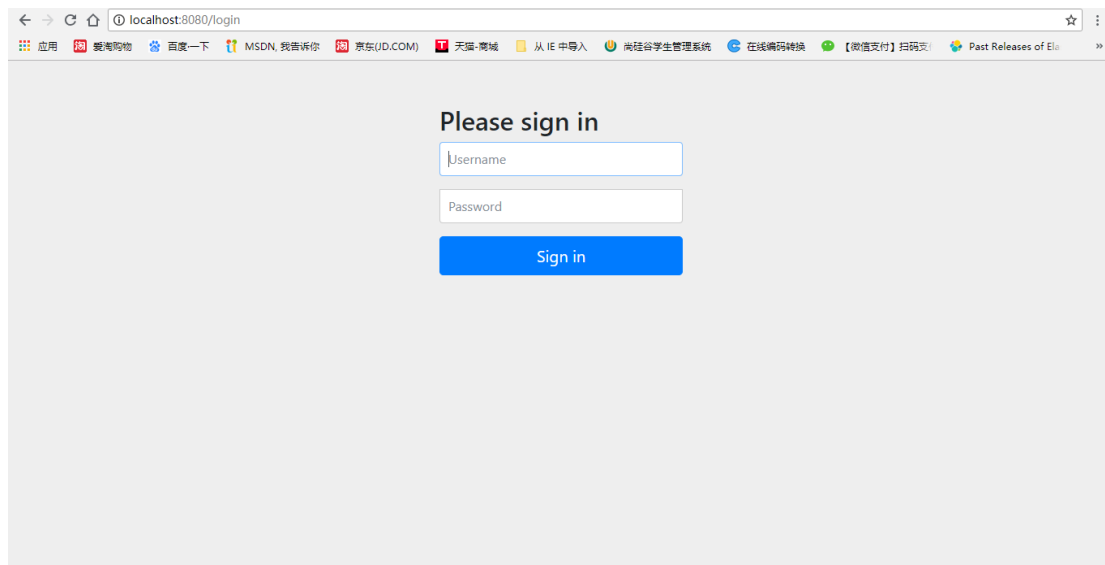 localhost:8080/login
应用 爱淘购物 百度一下 MSDN, 我告诉你 京东(JD.COM) 天猫-商城 从 IE 中导入 尚硅谷学生管理系统 在线编码转换 【微信支付】扫码支 Past Releases of Ela »
Please sign in
Username
Password
Sign in